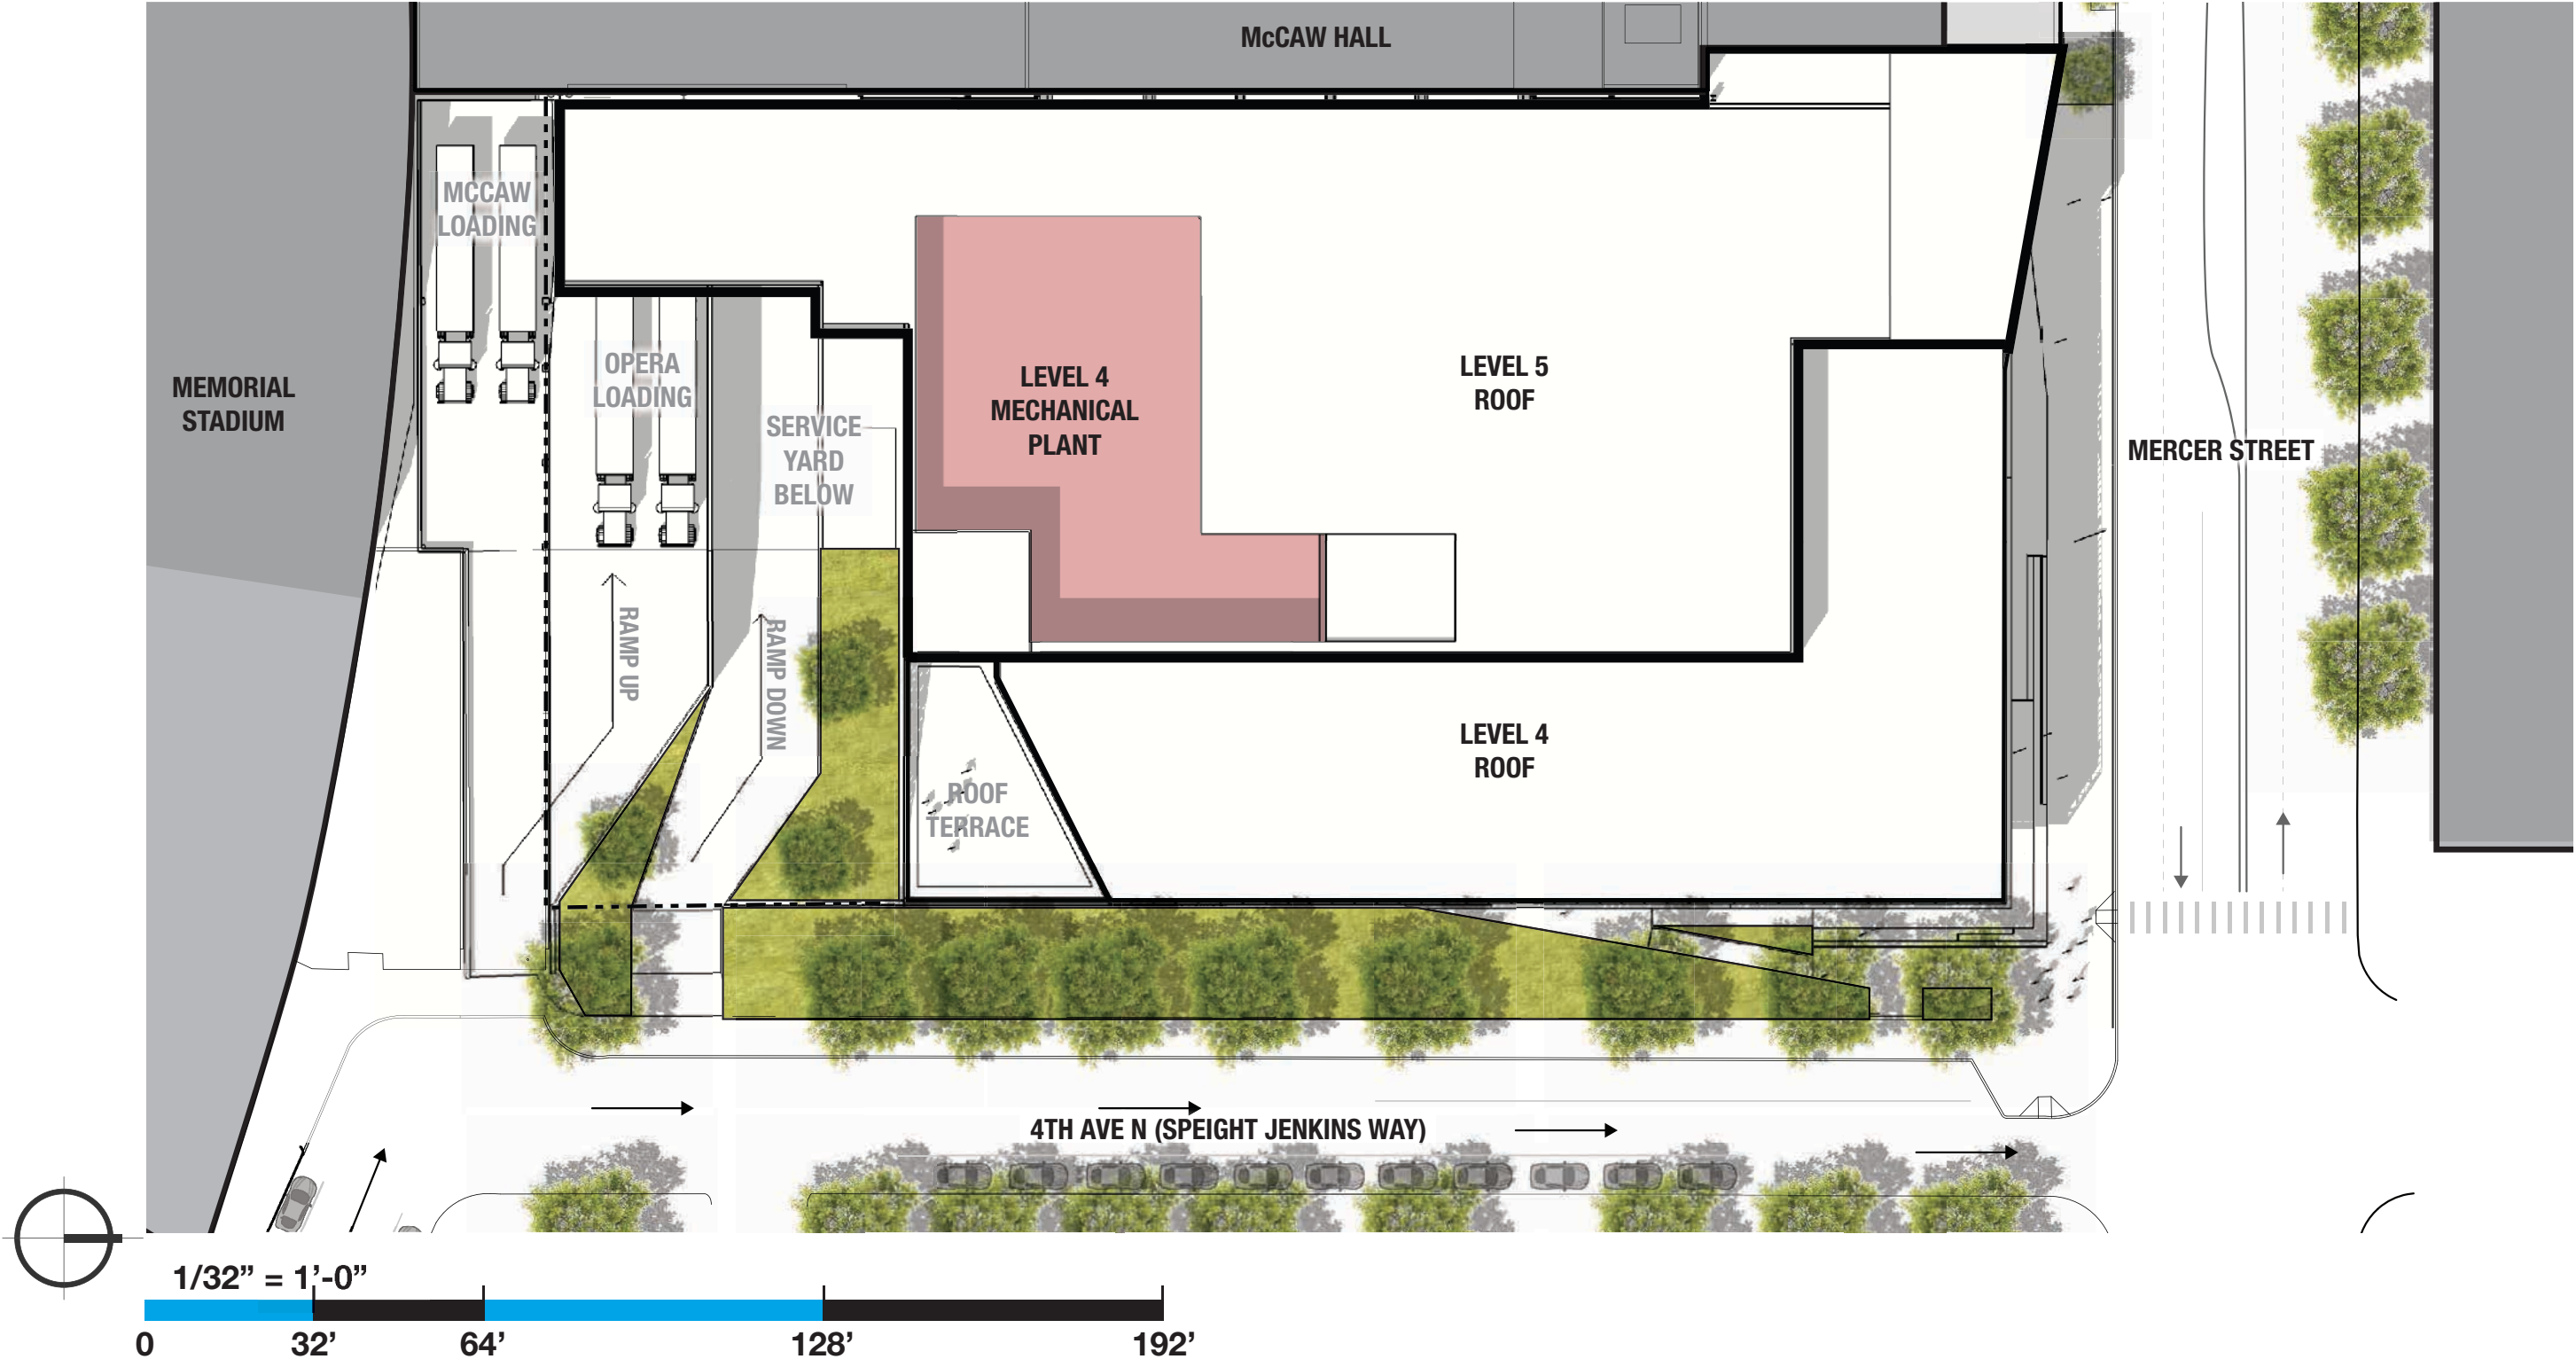 McCAW HALL
MCCAW
LOADING
MEMORIAL
STADIUM
OPERA
LOADING
SERVICE
YARD
BELOW
LEVEL 4
MECHANICAL
PLANT
LEVEL 5
ROOF
MERCER STREET
RAMP UP
RAMP DOWN
ROOF
TERRACE
LEVEL 4
ROOF
4TH AVE N (SPEIGHT JENKINS WAY)
1/32” = 1’-0”
0 32’ 64’ 128’ 192’